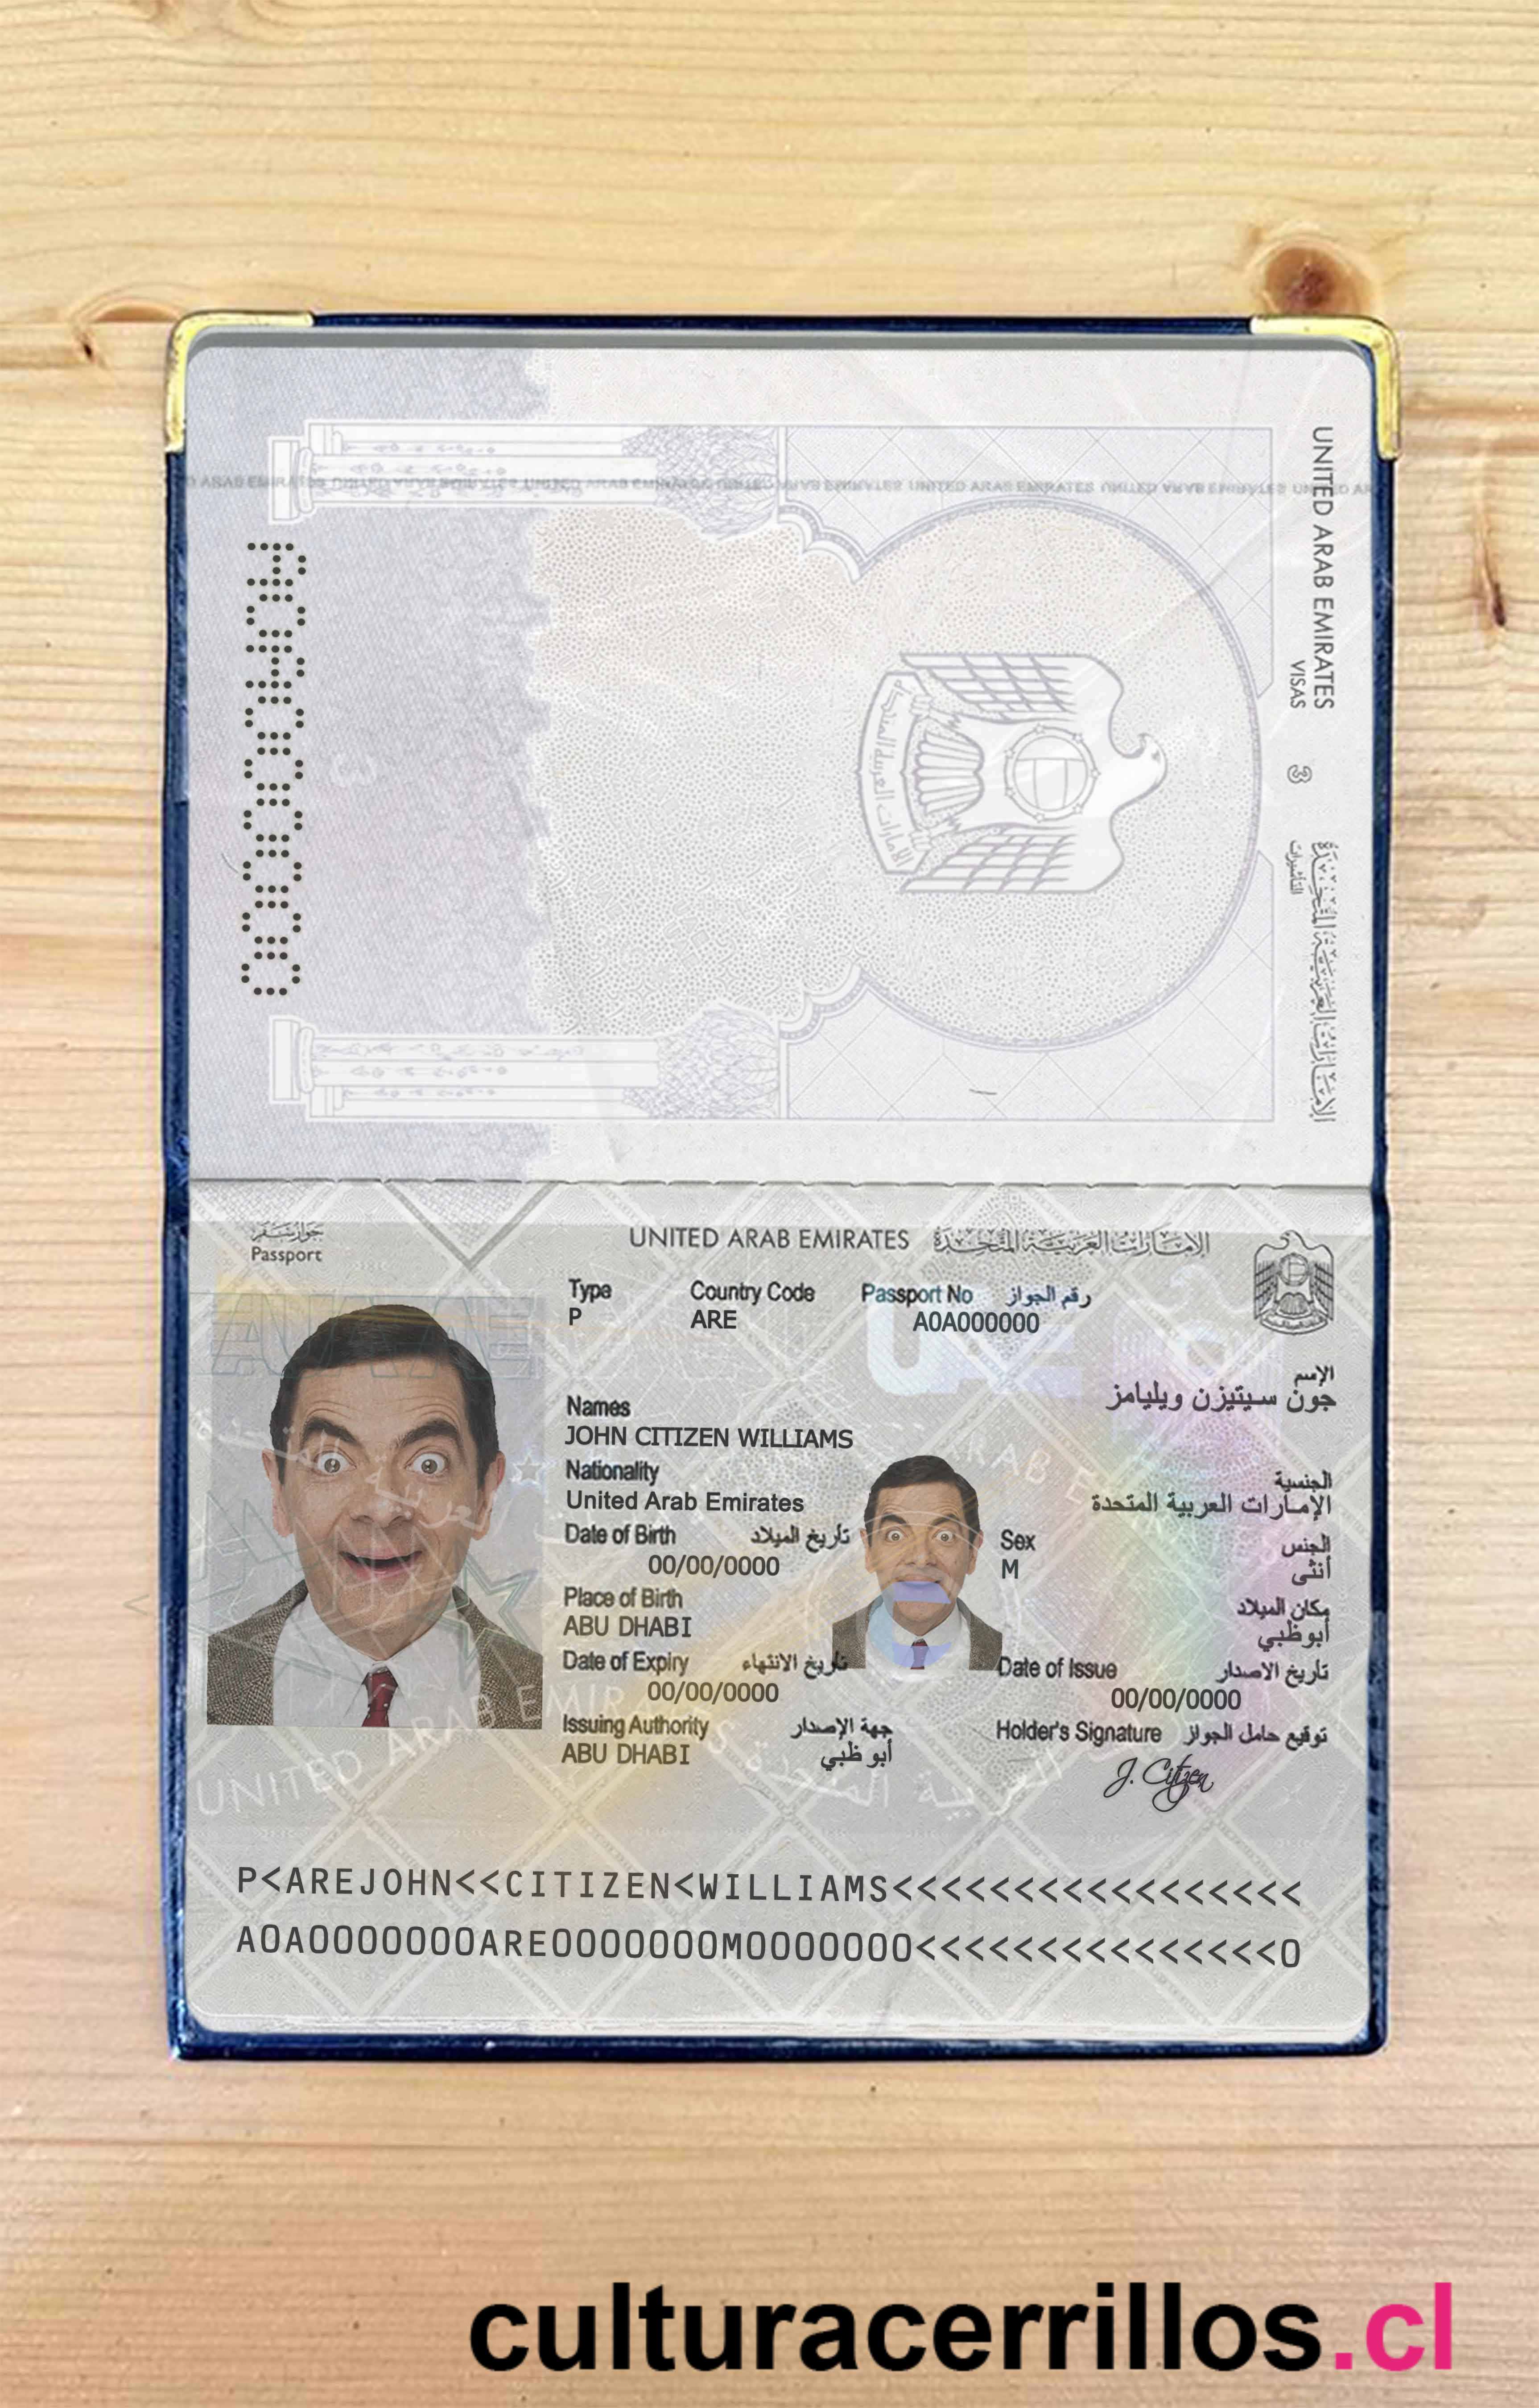 UNITED ARAB EMIRATES
VISAS
3
الإمارات العربية المتحدة
التأشيرات
A0A000000
جواز سفر
Passport
UNITED ARAB EMIRATES الإمارات العربية المتحدة
Type Country Code Passport No رقم الجواز
P ARE A0A000000
الإسم
جون سيتيزن ويليامز
Names
JOHN CITIZEN WILLIAMS
Nationality الجنسية
United Arab Emirates الإمارات العربية المتحدة
Date of Birth تأريخ الميلاد Sex الجنس
00/00/0000 M أنثى
Place of Birth مكان الميلاد
ABU DHABI أبوظبي
Date of Expiry تأريخ الانتهاء Date of Issue تأريخ الاصدار
00/00/0000 00/00/0000
Issuing Authority جهة الإصدار Holder's Signature توقيع حامل الجواز
ABU DHABI أبو ظبي J. Citizen
UNITED ARAB EMIRATES
P<AREJOHN<<CITIZEN<WILLIAMS<<<<<<<<<<<<<<<<<
A0A0000000ARE0000000M0000000<<<<<<<<<<<<<<<0
culturacerrillos.cl